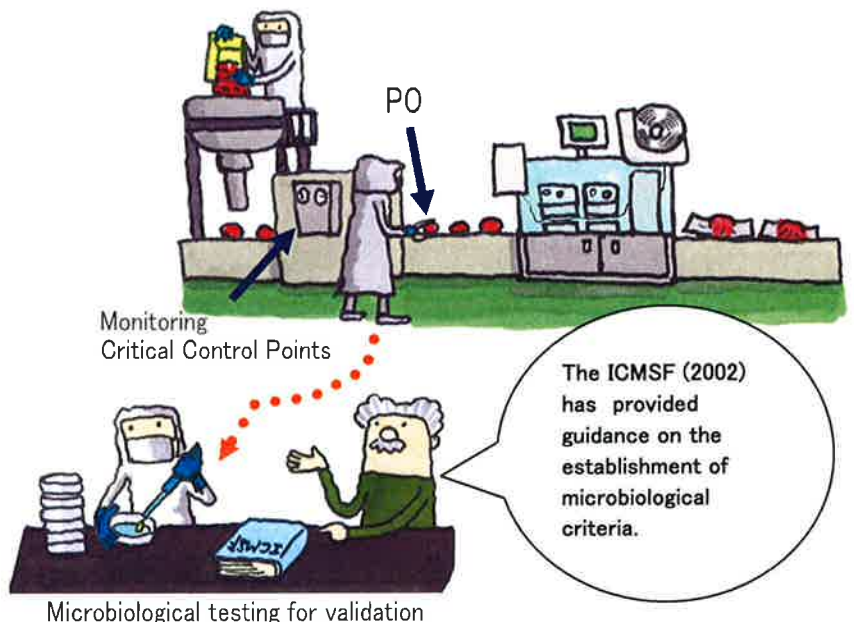 PO
Monitoring
Critical Control Points
The ICMSF (2002)
has provided
guidance on the
establishment of
microbiological
criteria.
ICMSF
Microbiological testing for validation